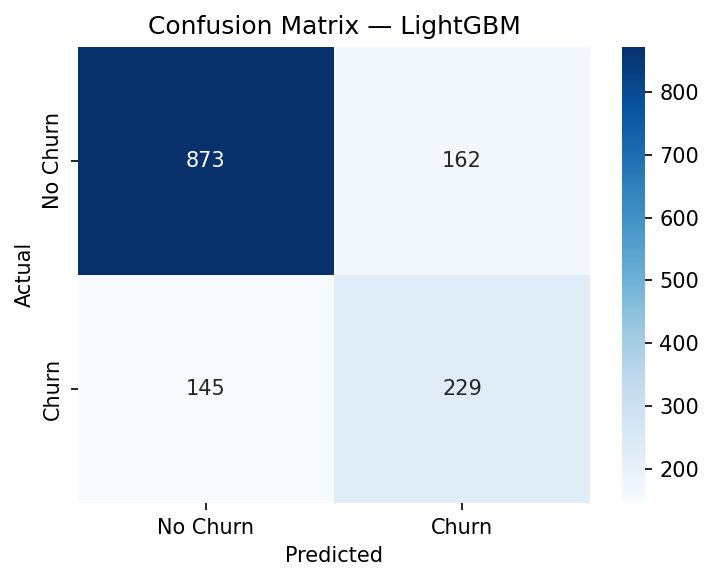 Confusion Matrix — LightGBM
No Churn
873
162
Churn
145
229
Actual
No Churn
Churn
Predicted
800
700
600
500
400
300
200